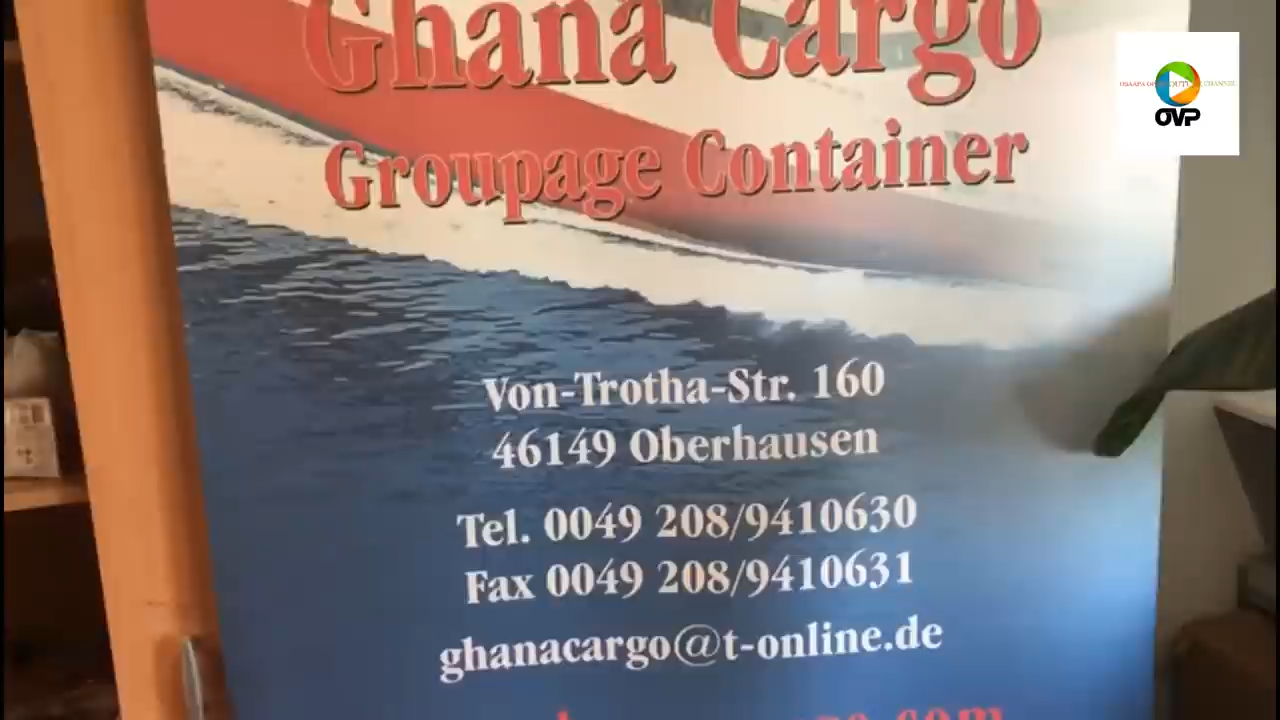 Ghana Cargo
Groupage Container
Von-Trotha-Str. 160
46149 Oberhausen
Tel. 0049 208/9410630
Fax 0049 208/9410631
ghanacargo@t-online.de
OVP